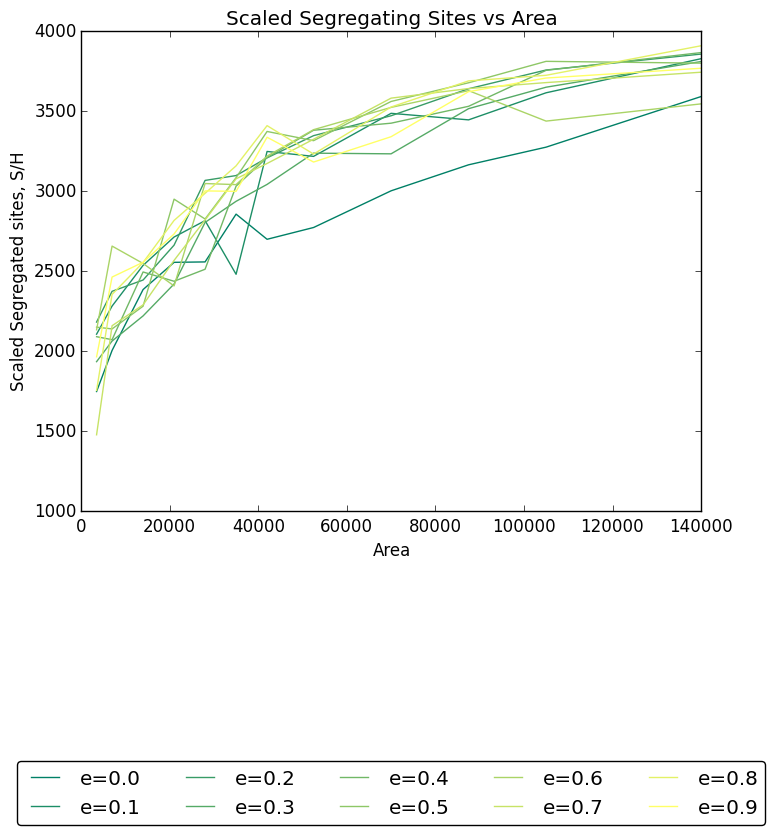 Scaled Segregating Sites vs Area
Scaled Segregated sites, S/H
4000
3500
3000
2500
2000
1500
1000
0 20000 40000 60000 80000 100000 120000 140000
Area
e=0.0 e=0.2 e=0.4 e=0.6 e=0.8
e=0.1 e=0.3 e=0.5 e=0.7 e=0.9